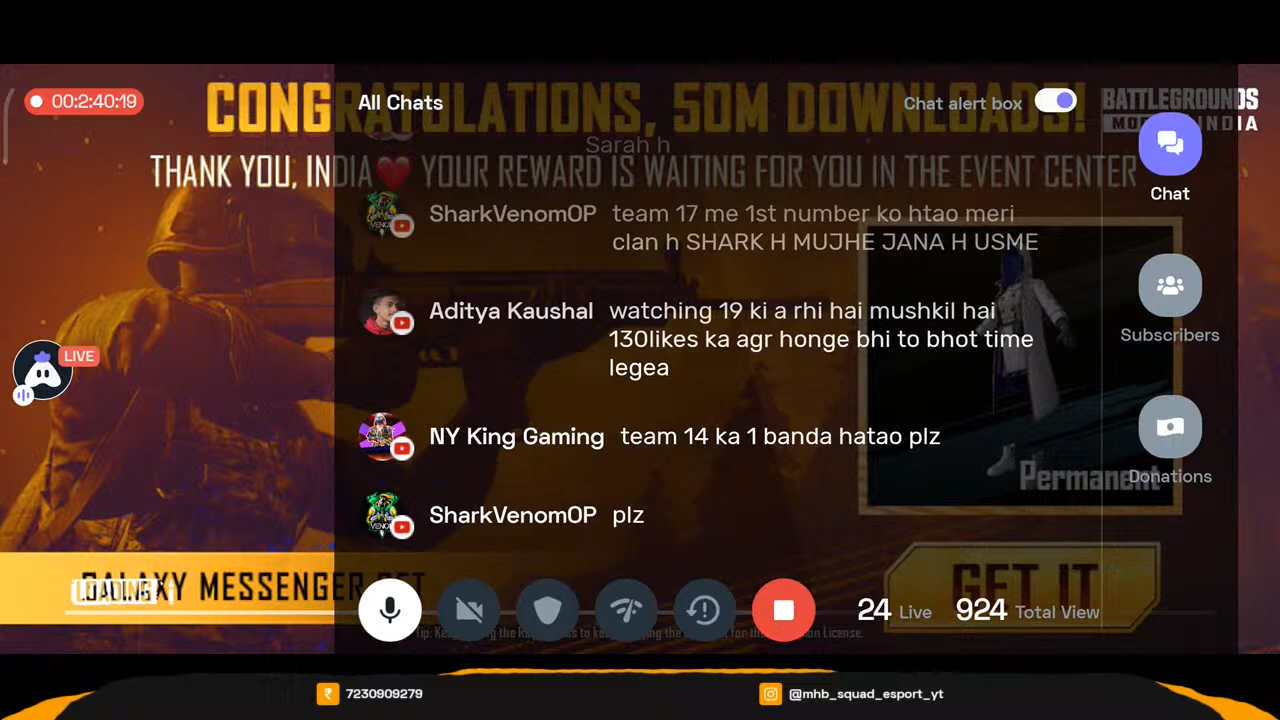 00:2:40:19
CONGRATULATIONS, 50M DOWNLOADS!
All Chats
Chat alert box
BATTLEGROUNDS
MOBILE INDIA
Sarah h
THANK YOU, INDIA❤️ YOUR REWARD IS WAITING FOR YOU IN THE EVENT CENTER
Chat
SharkVenomOP team 17 me 1st number ko htao meri
clan h SHARK H MUJHE JANA H USME
Aditya Kaushal watching 19 ki a rhi hai mushkil hai
130likes ka agr honge bhi to bhot time
legea
Subscribers
LIVE
NY King Gaming team 14 ka 1 banda hatao plz
Permanent
Donations
SharkVenomOP plz
GALAXY MESSENGER SET
LOADING
GET IT
24 Live 924 Total View
7230909279
@mhb_squad_esport_yt